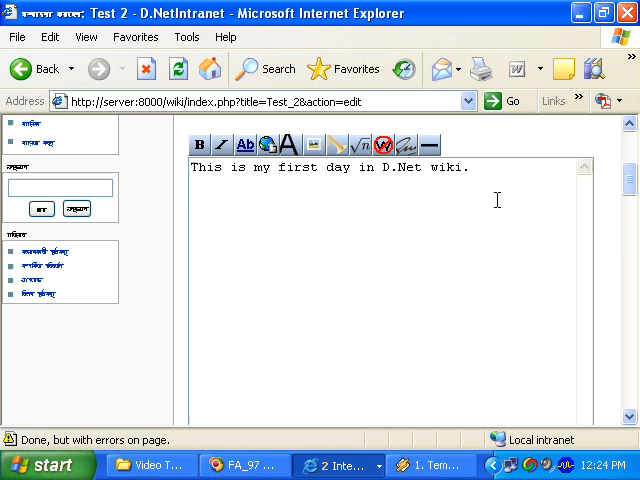 Test 2 - D.NetIntranet - Microsoft Internet Explorer
File Edit View Favorites Tools Help
Back Search Favorites
Address http://server:8000/wiki/index.php?title=Test_2&action=edit Go Links
B I Ab A √n W
This is my first day in D.Net wiki.
Done, but with errors on page. Local intranet
start Video T... FA_97 ... 2 Inte... 1. Tem... 12:24 PM